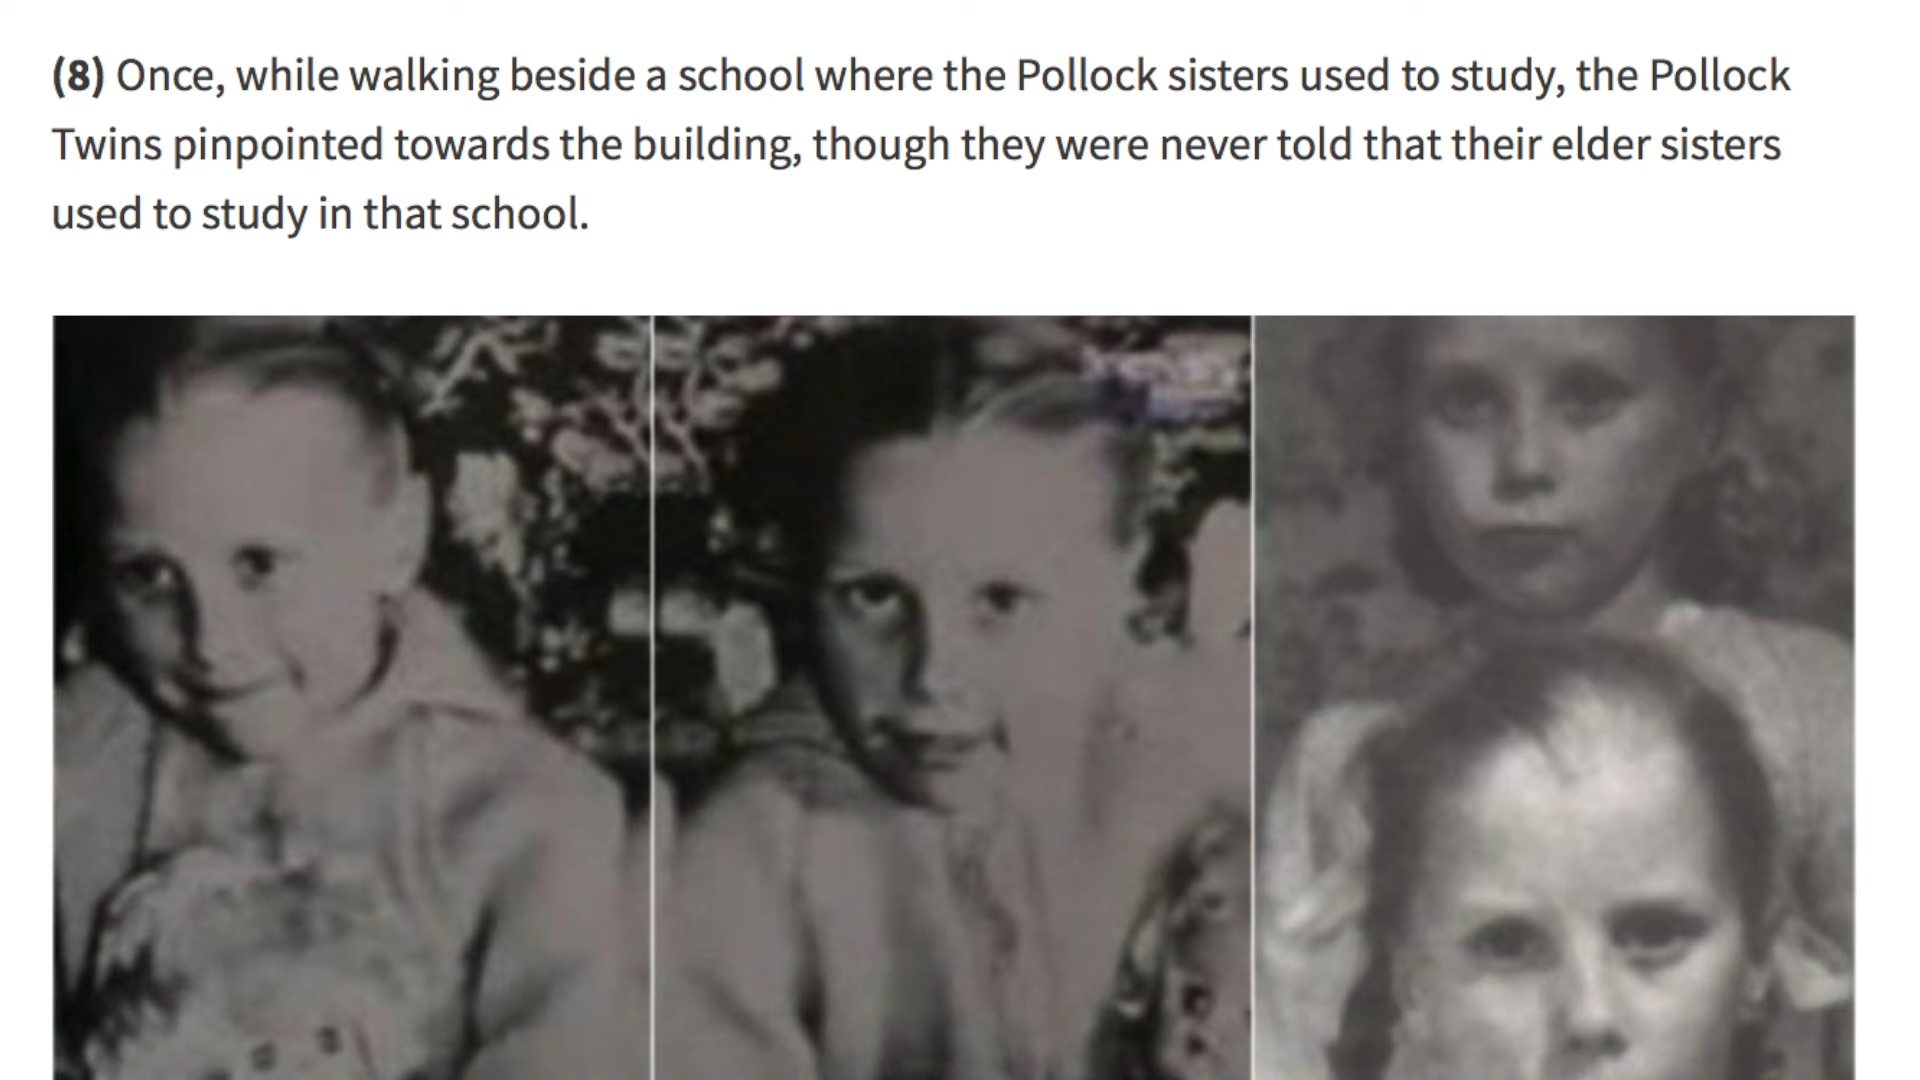 (8) Once, while walking beside a school where the Pollock sisters used to study, the Pollock
Twins pinpointed towards the building, though they were never told that their elder sisters
used to study in that school.